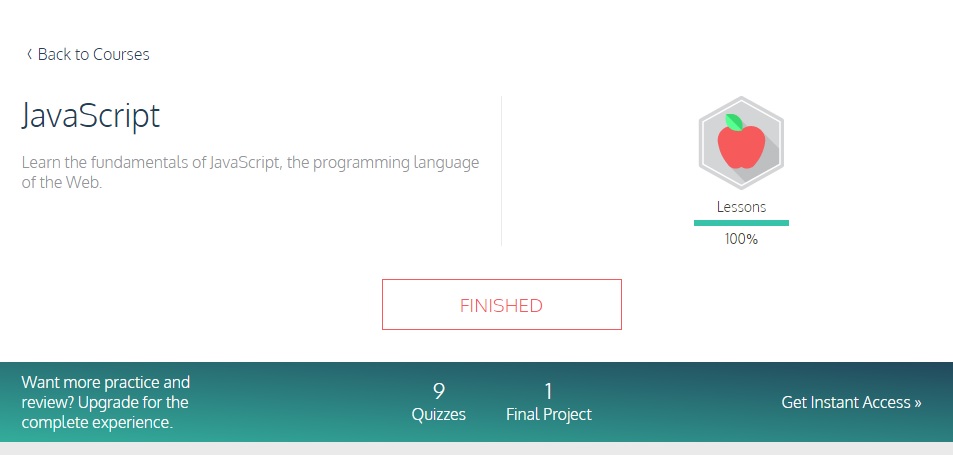 ‹ Back to Courses
JavaScript
Learn the fundamentals of JavaScript, the programming language
of the Web.
Lessons
100%
FINISHED
Want more practice and
review? Upgrade for the
complete experience.
9
Quizzes
1
Final Project
Get Instant Access »